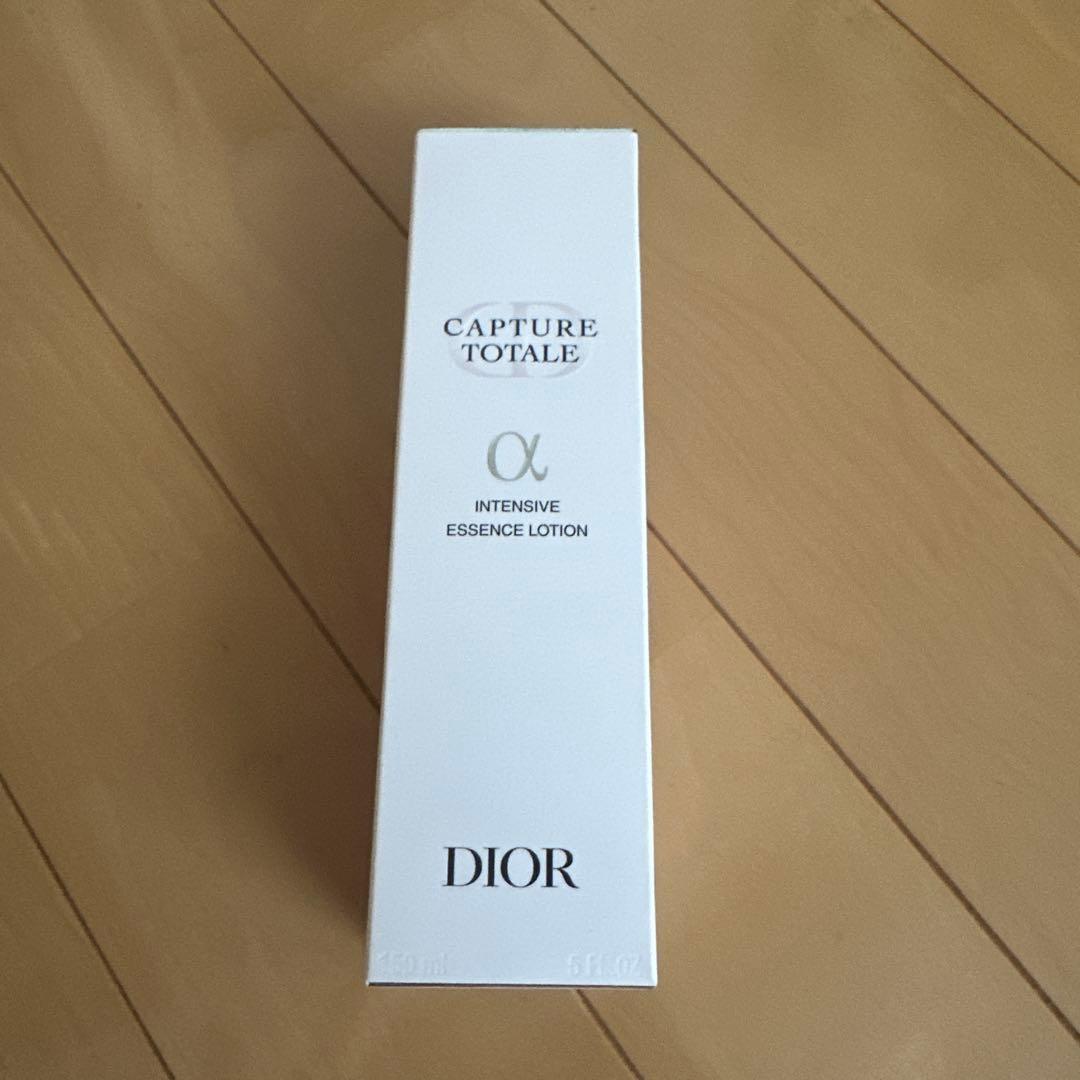 CAPTURE
TOTALE
α
INTENSIVE
ESSENCE LOTION
DIOR
150 ml 5 Fl. oz